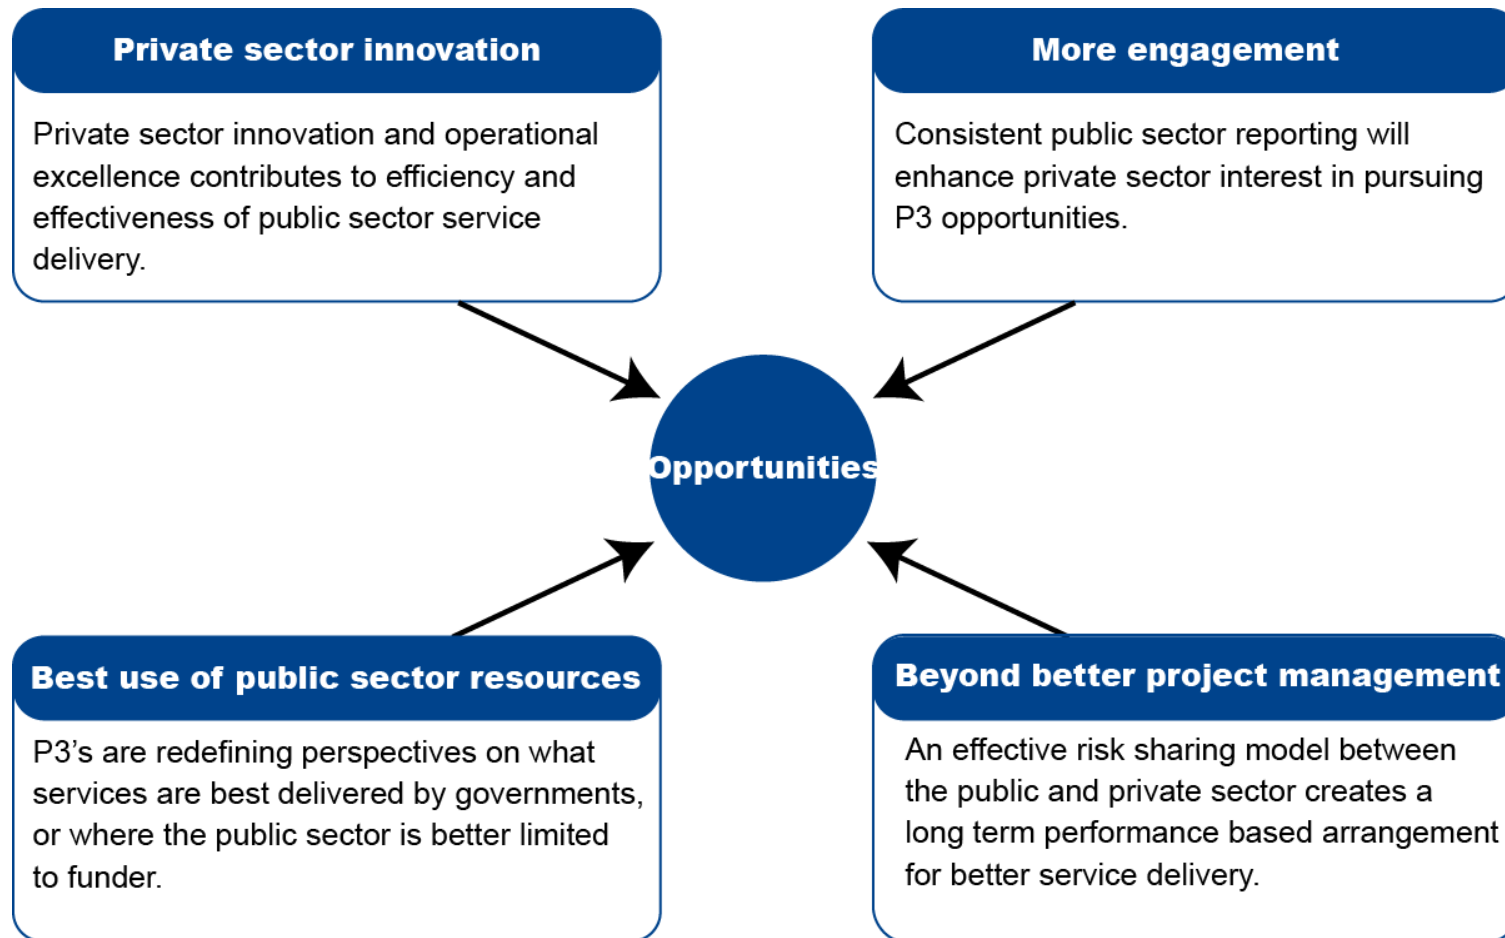 Private sector innovation
Private sector innovation and operational
excellence contributes to efficiency and
effectiveness of public sector service
delivery.
More engagement
Consistent public sector reporting will
enhance private sector interest in pursuing
P3 opportunities.
Opportunities
Best use of public sector resources
P3’s are redefining perspectives on what
services are best delivered by governments,
or where the public sector is better limited
to funder.
Beyond better project management
An effective risk sharing model between
the public and private sector creates a
long term performance based arrangement
for better service delivery.